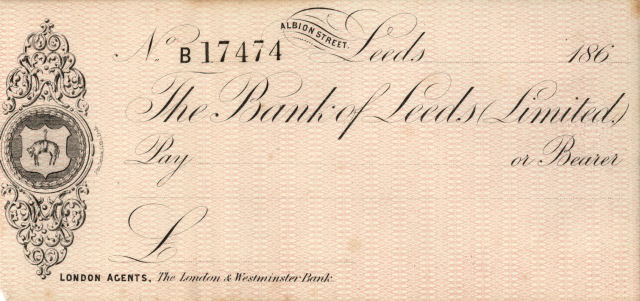 No. B 17474 ALBION STREET. Leeds 186
The Bank of Leeds (Limited)
Pay or Bearer
£
LONDON AGENTS, The London & Westminster Bank.